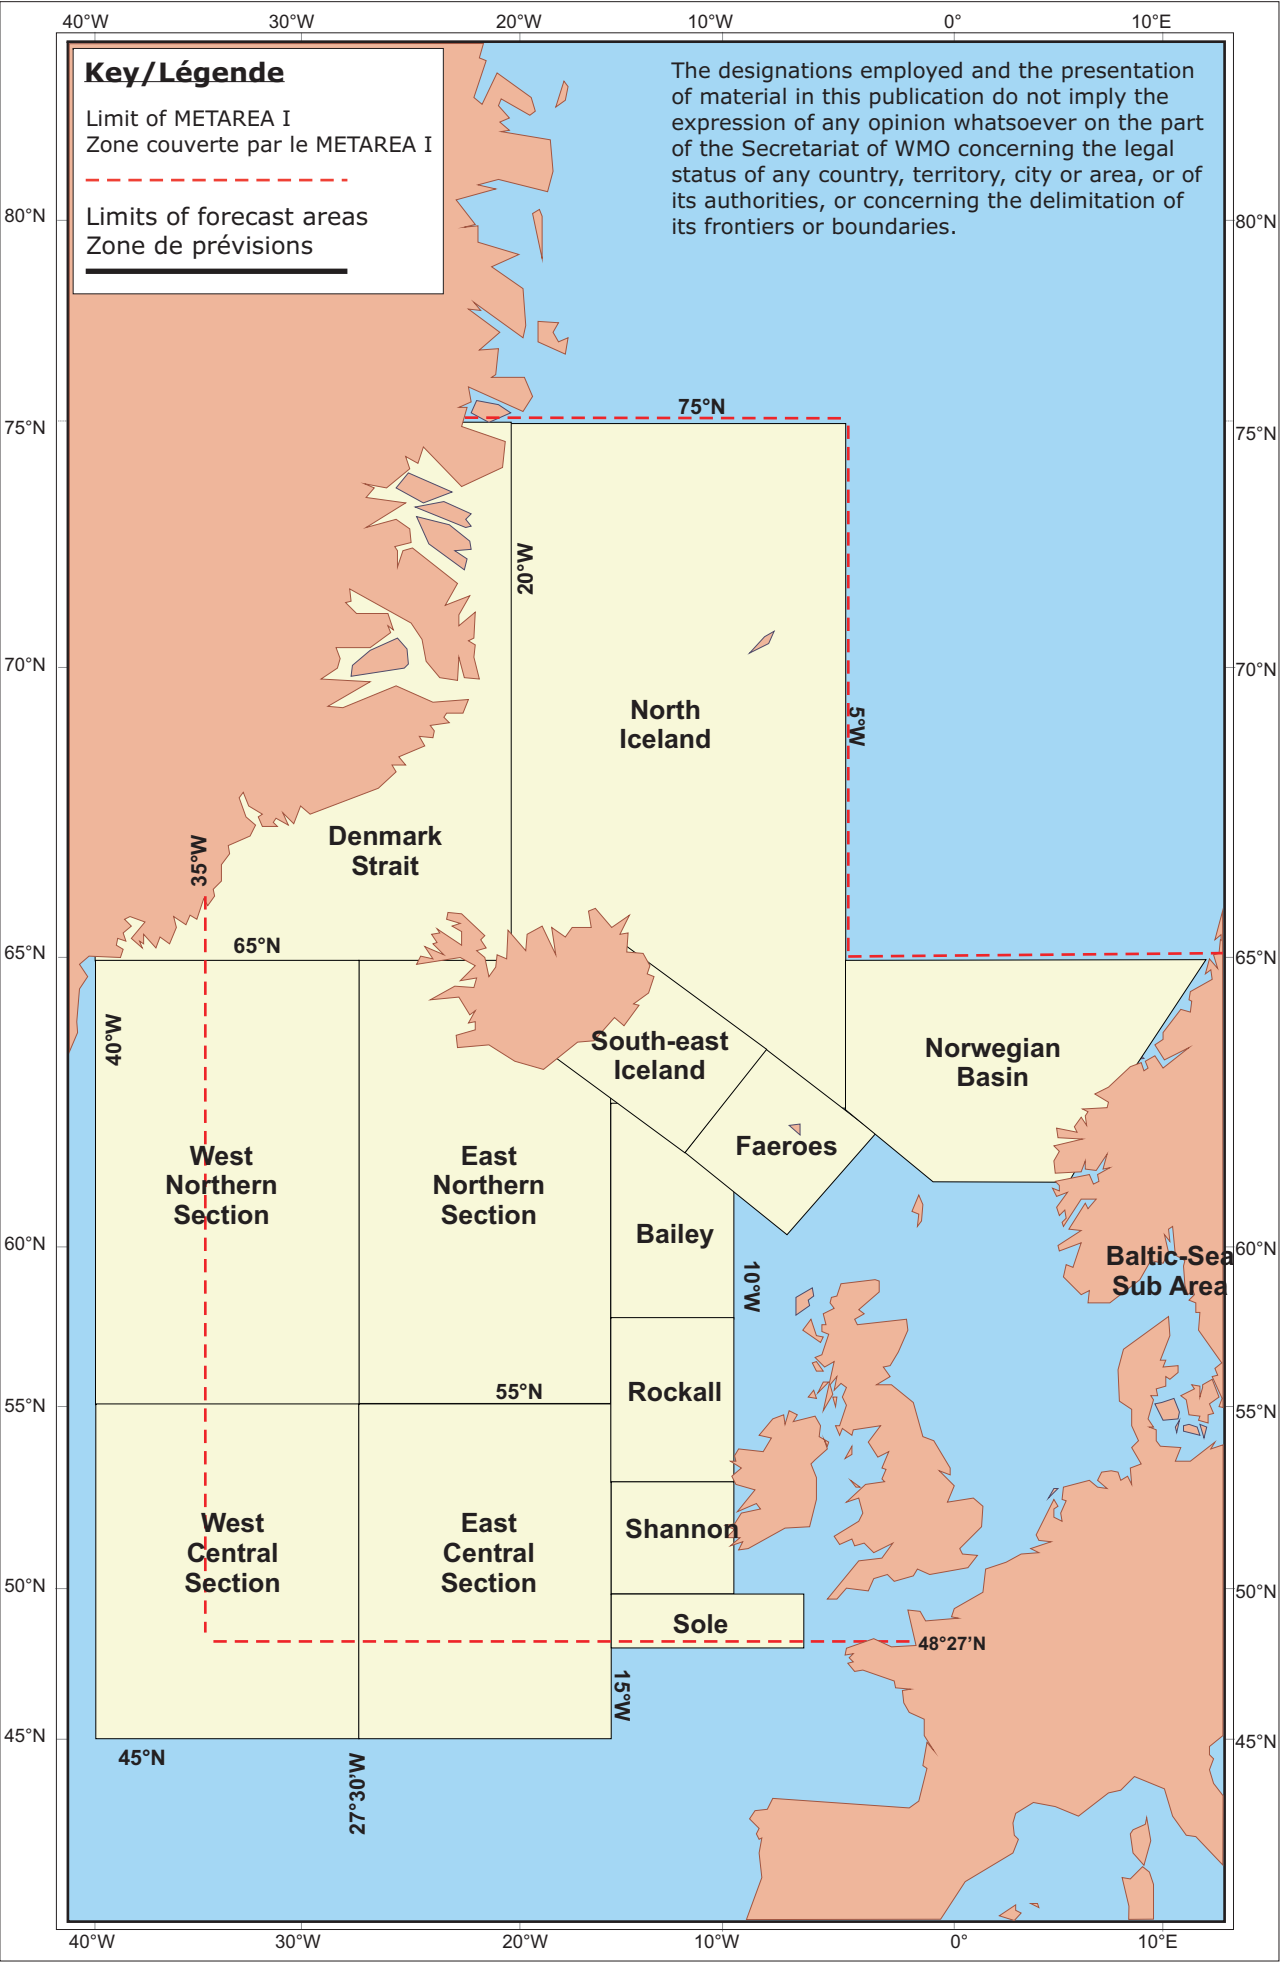 40°W
30°W
20°W
10°W
0°
10°E
Key/Légende
Limit of METAREA I
Zone couverte par le METAREA I
Limits of forecast areas
Zone de prévisions
The designations employed and the presentation
of material in this publication do not imply the
expression of any opinion whatsoever on the part
of the Secretariat of WMO concerning the legal
status of any country, territory, city or area, or of
its authorities, or concerning the delimitation of
its frontiers or boundaries.
80°N
80°N
75°N
75°N
75°N
20°W
70°N
70°N
North
Iceland
5°W
Denmark
Strait
35°W
65°N
65°N
65°N
40°W
South-east
Iceland
Norwegian
Basin
Faeroes
West
Northern
Section
East
Northern
Section
Bailey
60°N
60°N
Baltic-Sea
Sub Area
10°W
55°N
Rockall
55°N
55°N
West
Central
Section
East
Central
Section
Shannon
50°N
50°N
Sole
48°27'N
15°W
45°N
45°N
45°N
27°30'W
40°W
30°W
20°W
10°W
0°
10°E